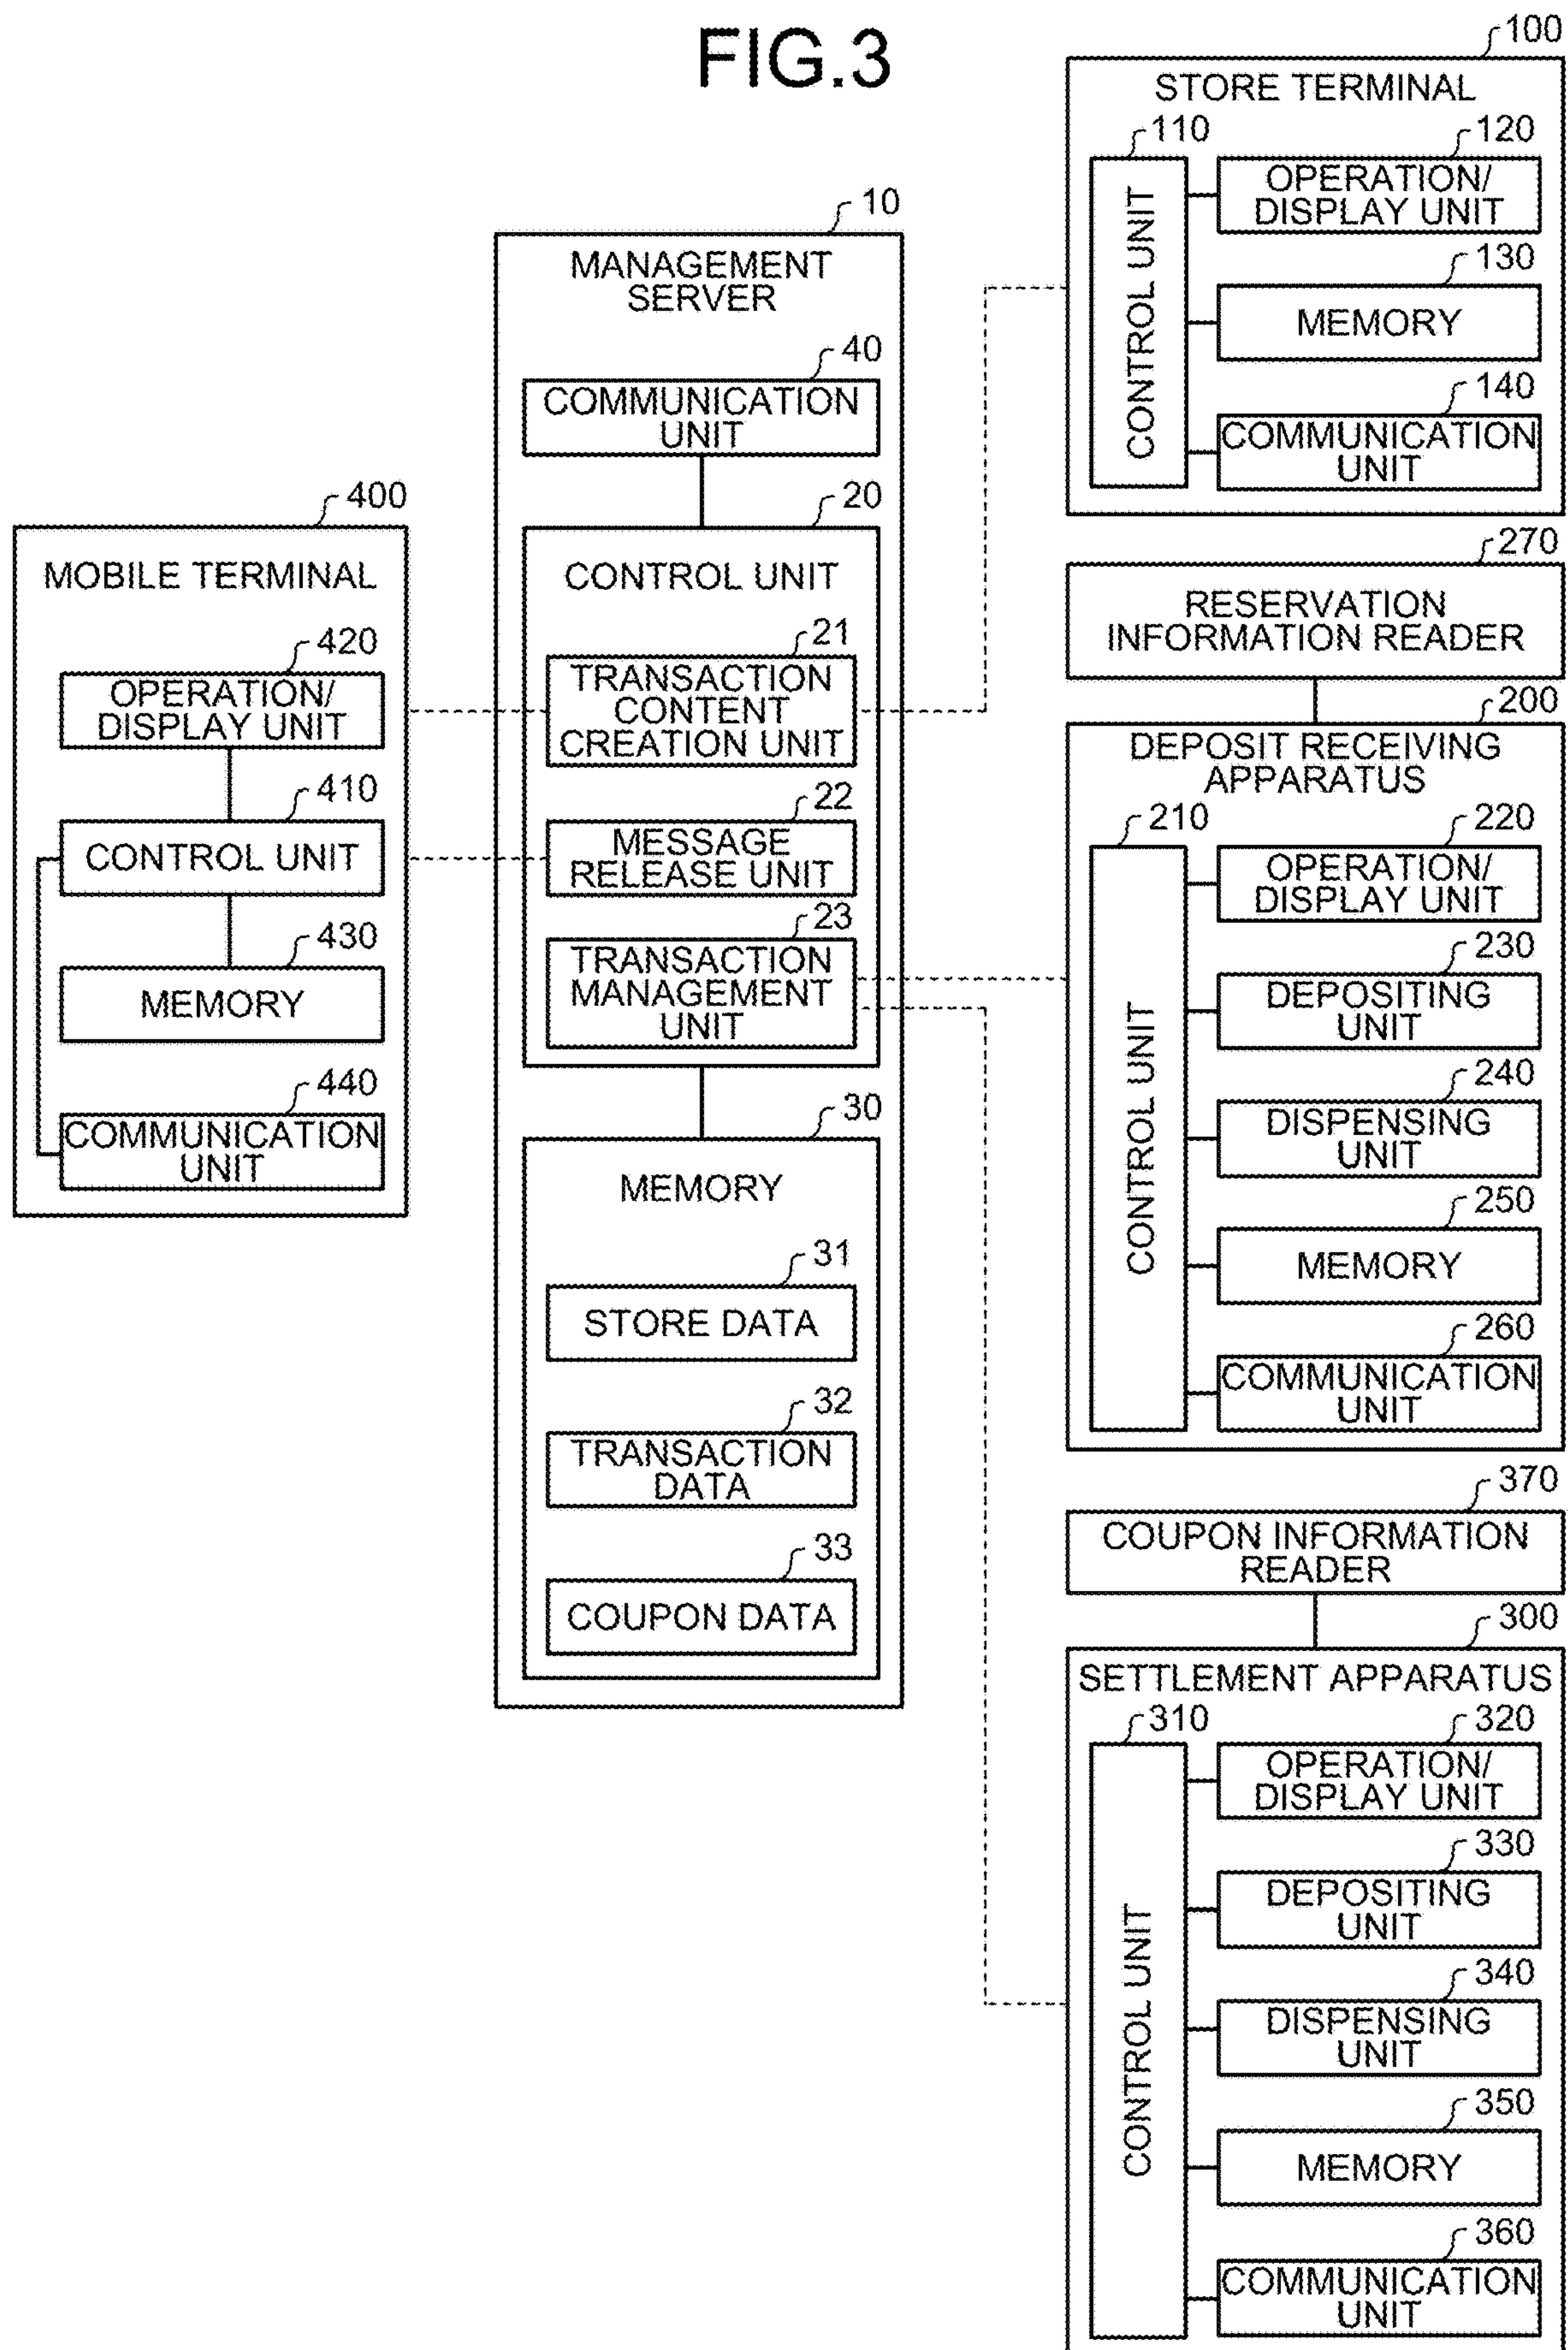 FIG.3
400
MOBILE TERMINAL
420
OPERATION/
DISPLAY UNIT
410
CONTROL UNIT
430
MEMORY
440
COMMUNICATION
UNIT
10
MANAGEMENT
SERVER
40
COMMUNICATION
UNIT
20
CONTROL UNIT
21
TRANSACTION
CONTENT
CREATION UNIT
22
MESSAGE
RELEASE UNIT
23
TRANSACTION
MANAGEMENT
UNIT
30
MEMORY
31
STORE DATA
32
TRANSACTION
DATA
33
COUPON DATA
100
STORE TERMINAL
110
CONTROL UNIT
120
OPERATION/
DISPLAY UNIT
130
MEMORY
140
COMMUNICATION
UNIT
270
RESERVATION
INFORMATION READER
200
DEPOSIT RECEIVING
APPARATUS
210
CONTROL UNIT
220
OPERATION/
DISPLAY UNIT
230
DEPOSITING
UNIT
240
DISPENSING
UNIT
250
MEMORY
260
COMMUNICATION
UNIT
370
COUPON INFORMATION
READER
300
SETTLEMENT APPARATUS
310
CONTROL UNIT
320
OPERATION/
DISPLAY UNIT
330
DEPOSITING
UNIT
340
DISPENSING
UNIT
350
MEMORY
360
COMMUNICATION
UNIT